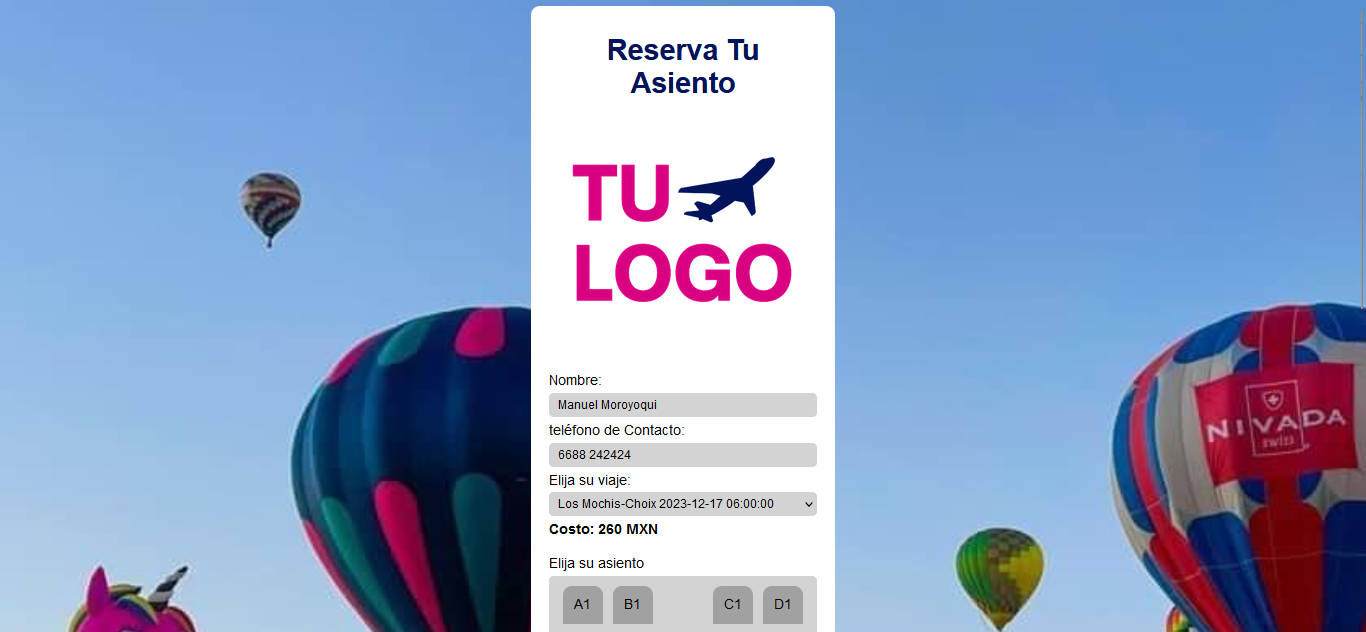 Reserva Tu
Asiento
TU
LOGO
Nombre:
Manuel Moroyoqui
teléfono de Contacto:
6688 242424
Elija su viaje:
Los Mochis-Choix 2023-12-17 06:00:00
Costo: 260 MXN
Elija su asiento
A1 B1 C1 D1
NIVADA
swiss